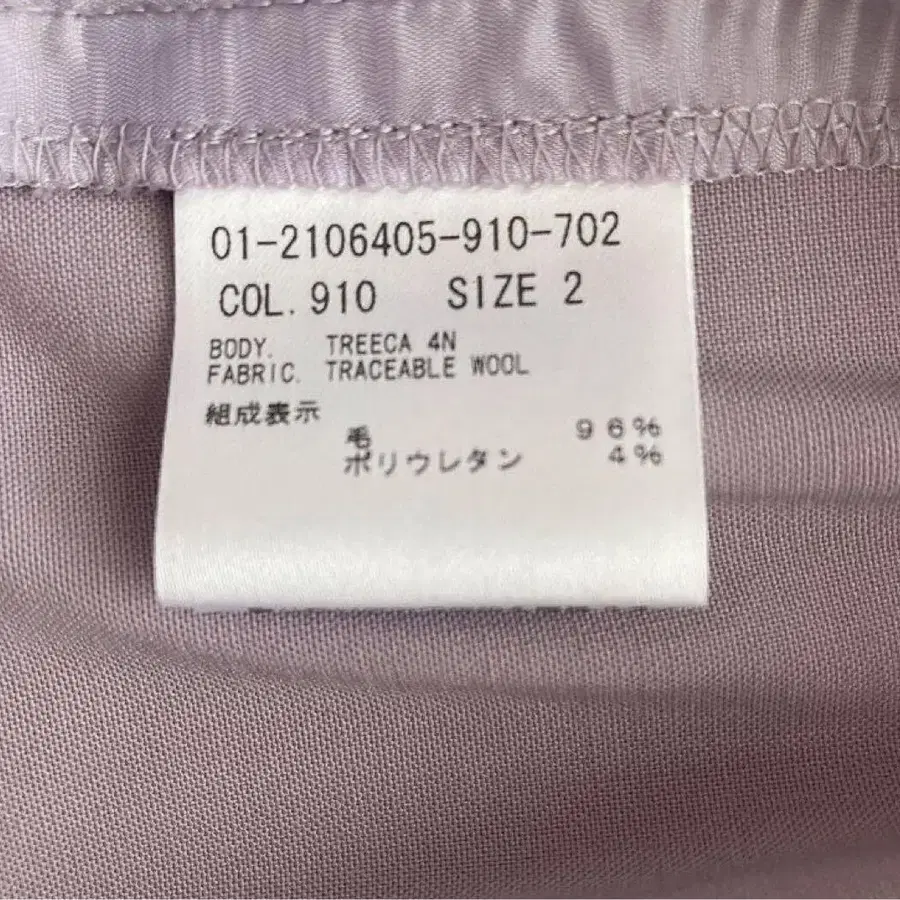 01-2106405-910-702
COL. 910 SIZE 2
BODY. TREECA 4N
FABRIC. TRACEABLE WOOL
組成表示
毛 96%
ポリウレタン 4%